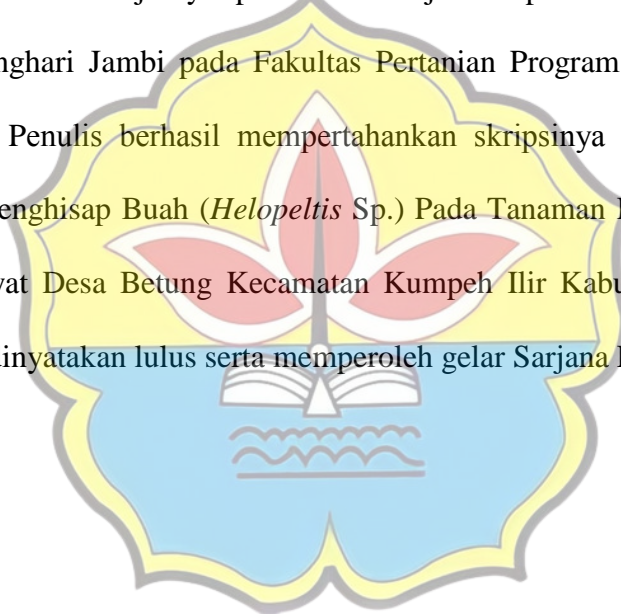 nghari Jambi pada Fakultas Pertanian Program
Penulis berhasil mempertahankan skripsinya
enghisap Buah (Helopeltis Sp.) Pada Tanaman
yat Desa Betung Kecamatan Kumpeh Ilir Kabu
inyatakan lulus serta memperoleh gelar Sarjana